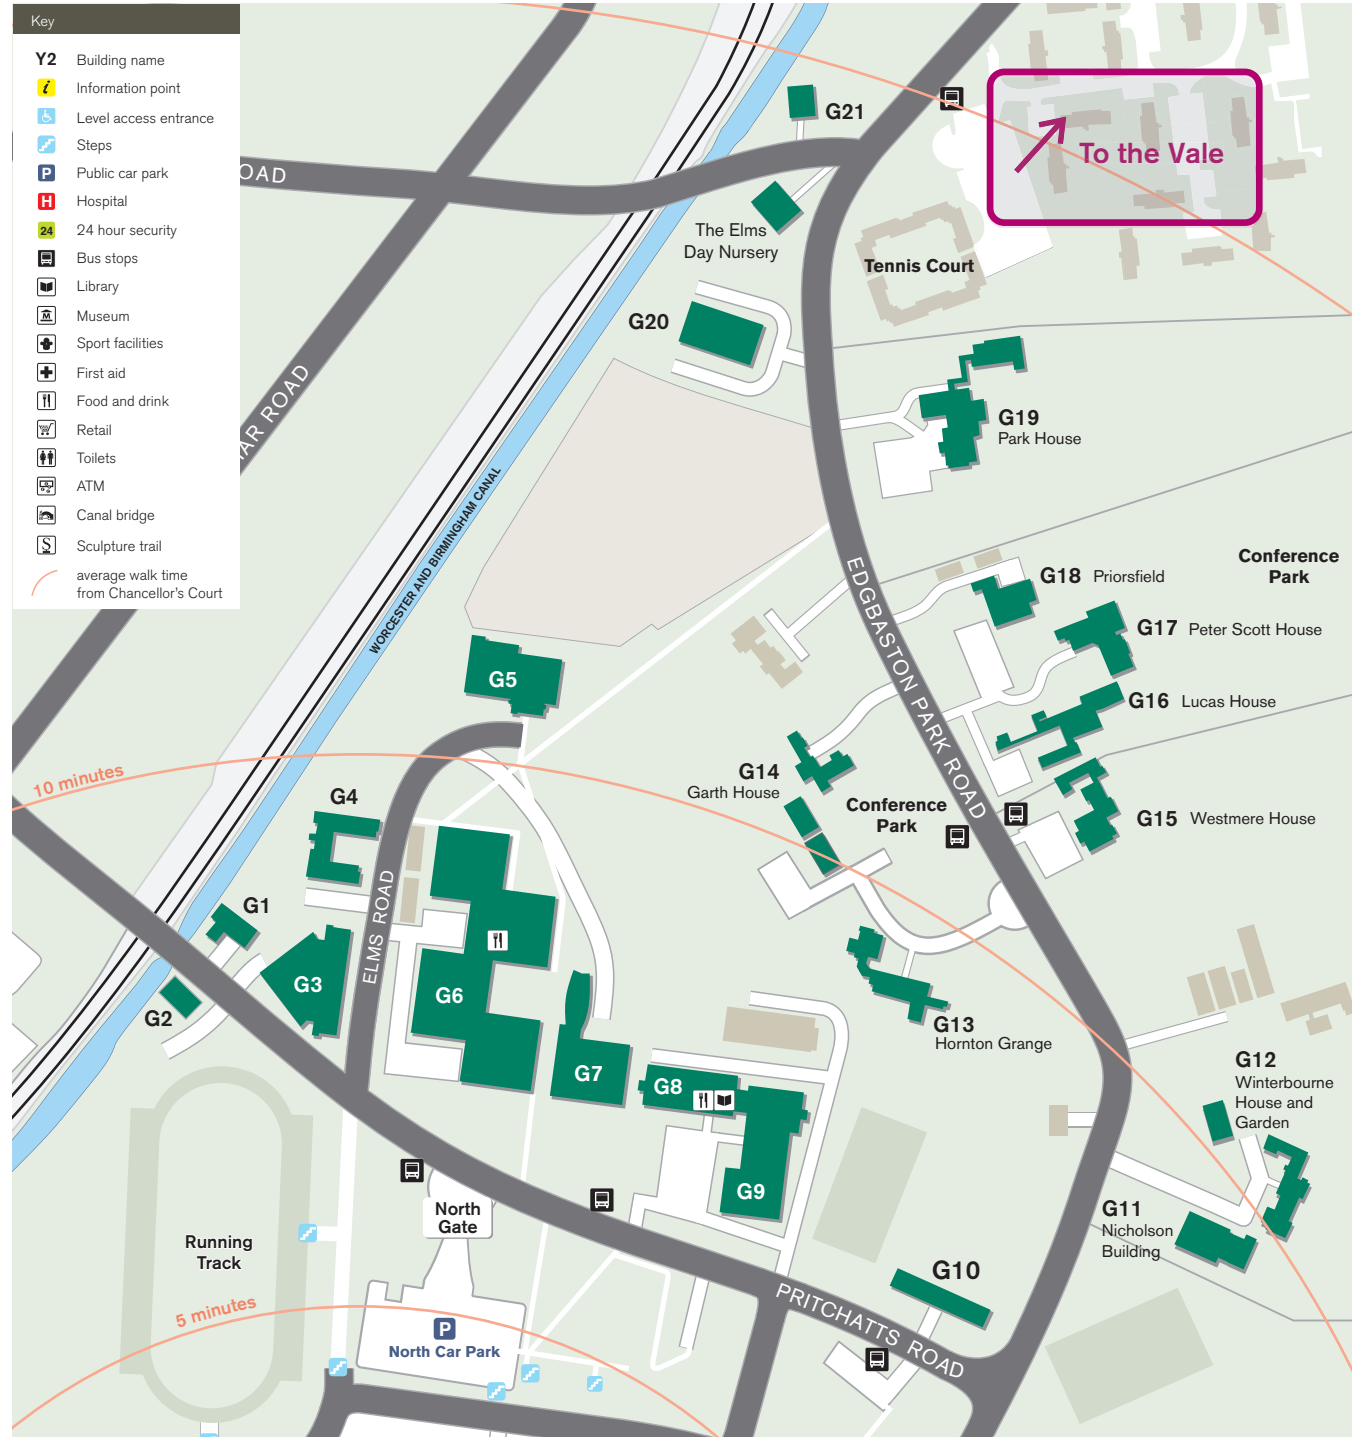 Key
Y2 Building name
i Information point
Level access entrance
Steps
P Public car park
H Hospital
24 24 hour security
Bus stops
Library
Museum
Sport facilities
First aid
Food and drink
Retail
Toilets
ATM
Canal bridge
S Sculpture trail
average walk time
from Chancellor's Court
OAD
AR ROAD
WORCESTER AND BIRMINGHAM CANAL
G21
To the Vale
The Elms
Day Nursery
Tennis Court
G20
G19
Park House
EDGBASTON PARK ROAD
Conference
Park
G18 Priorsfield
G17 Peter Scott House
G16 Lucas House
G15 Westmere House
G14
Garth House
Conference
Park
G5
10 minutes
G4
G1
G2
G3
ELMS ROAD
G6
G7
G8
G9
G13
Hornton Grange
G12
Winterbourne
House and
Garden
G11
Nicholson
Building
G10
PRITCHATTS ROAD
North
Gate
Running
Track
5 minutes
P
North Car Park